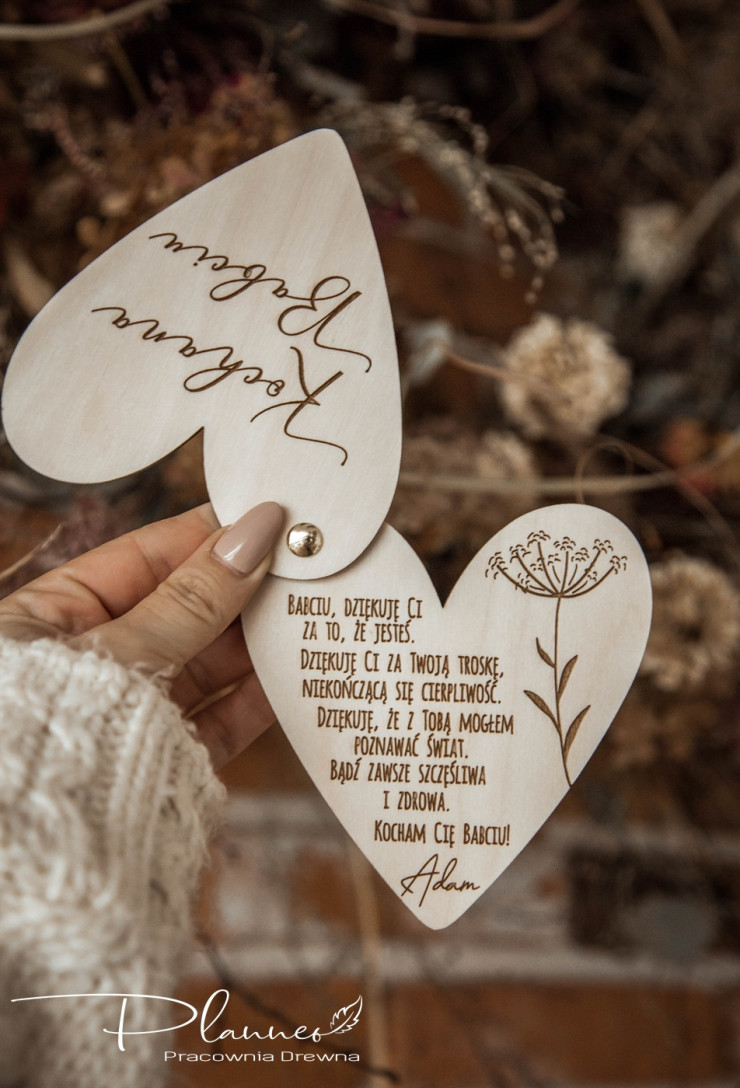 Kochana
Babciu
BABCIU, DZIĘKUJĘ CI
ZA TO, ŻE JESTEŚ.
DZIĘKUJĘ CI ZA TWOJĄ TROSKĘ,
NIEKOŃCZĄCĄ SIĘ CIERPLIWOŚĆ.
DZIĘKUJĘ, ŻE Z TOBĄ MOGŁEM
POZNAWAĆ ŚWIAT.
BĄDŹ ZAWSZE SZCZĘŚLIWA
I ZDROWA.
KOCHAM CIĘ BABCIU!
Adam
Planneo
Pracownia Drewna